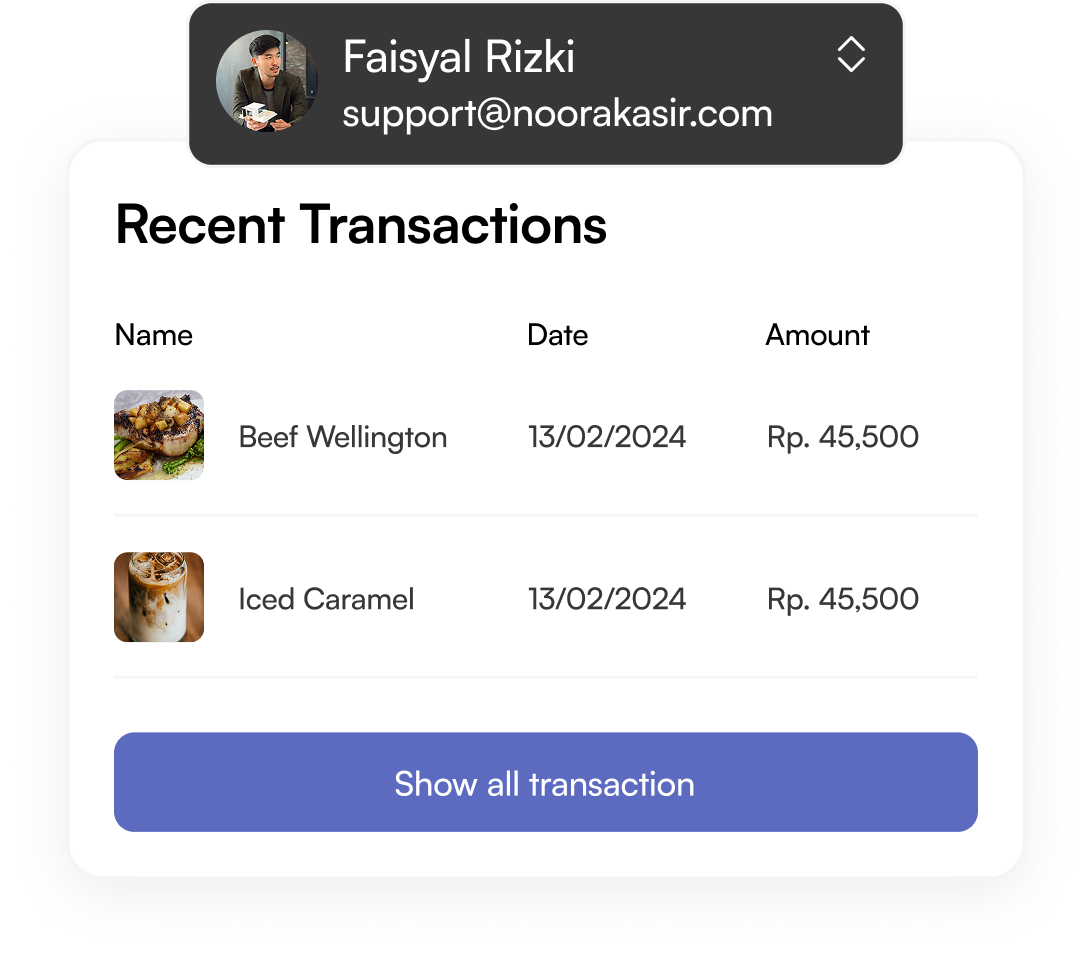 Faisyal Rizki
support@noorakasir.com
Recent Transactions
Name Date Amount
Beef Wellington 13/02/2024 Rp. 45,500
Iced Caramel 13/02/2024 Rp. 45,500
Show all transaction